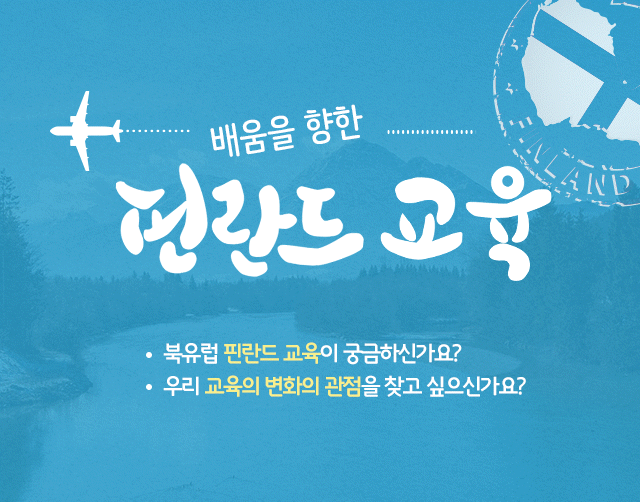 배움을 향한
핀란드 교육
• 북유럽 핀란드 교육이 궁금하신가요?
• 우리 교육의 변화의 관점을 찾고 싶으신가요?
INLAND